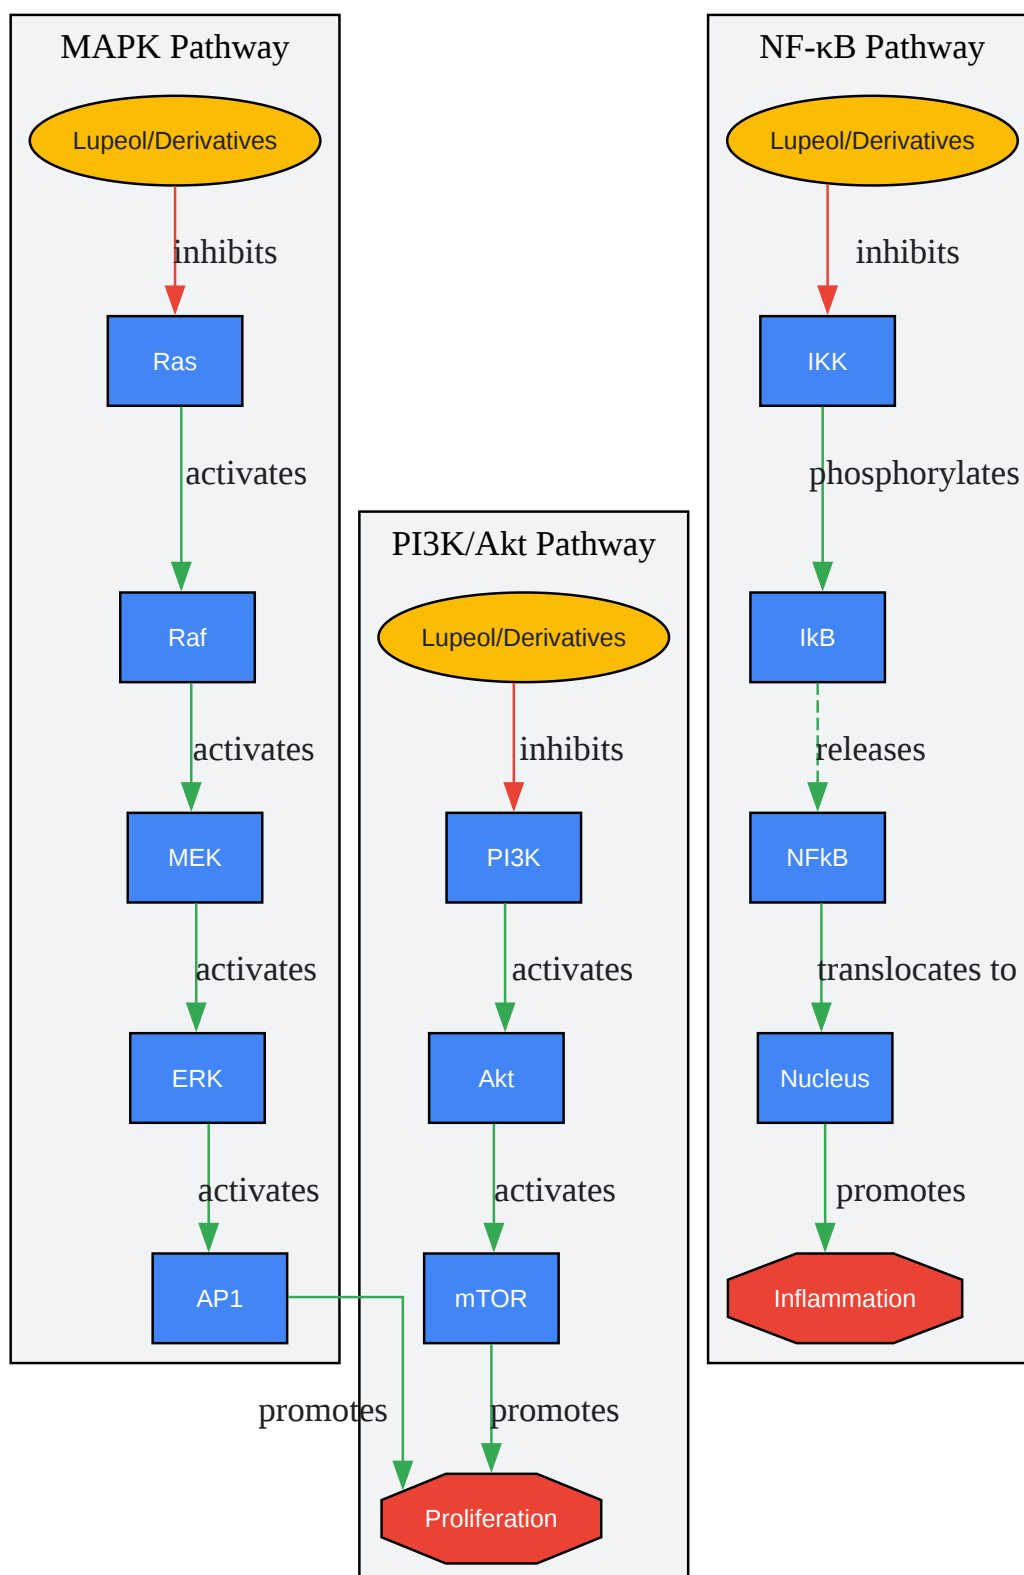 MAPK Pathway
Lupeol/Derivatives
inhibits
Ras
activates
Raf
activates
MEK
activates
ERK
activates
AP1
promotes
PI3K/Akt Pathway
Lupeol/Derivatives
inhibits
PI3K
activates
Akt
activates
mTOR
promotes
Proliferation
NF-κB Pathway
Lupeol/Derivatives
inhibits
IKK
phosphorylates
IkB
releases
NFkB
translocates to
Nucleus
promotes
Inflammation